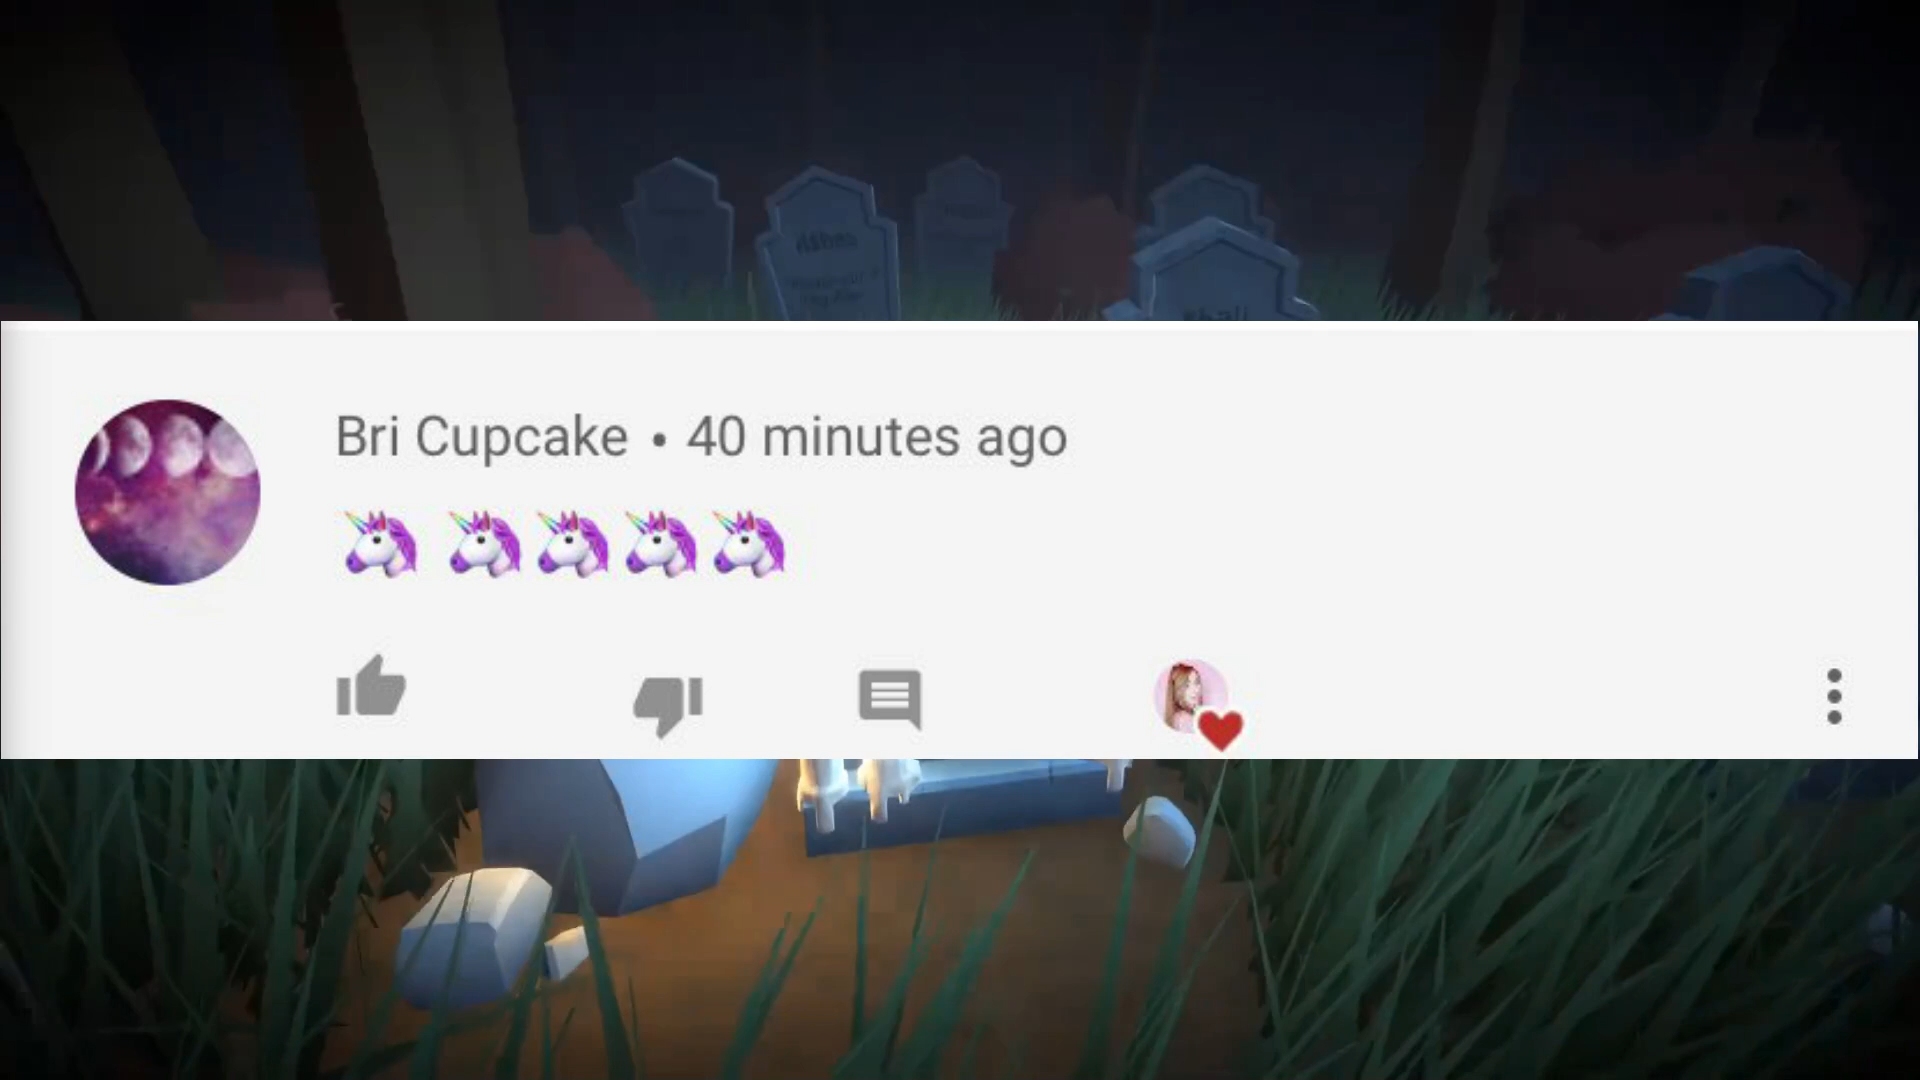 Bri Cupcake • 40 minutes ago
🦄 🦄🦄🦄🦄